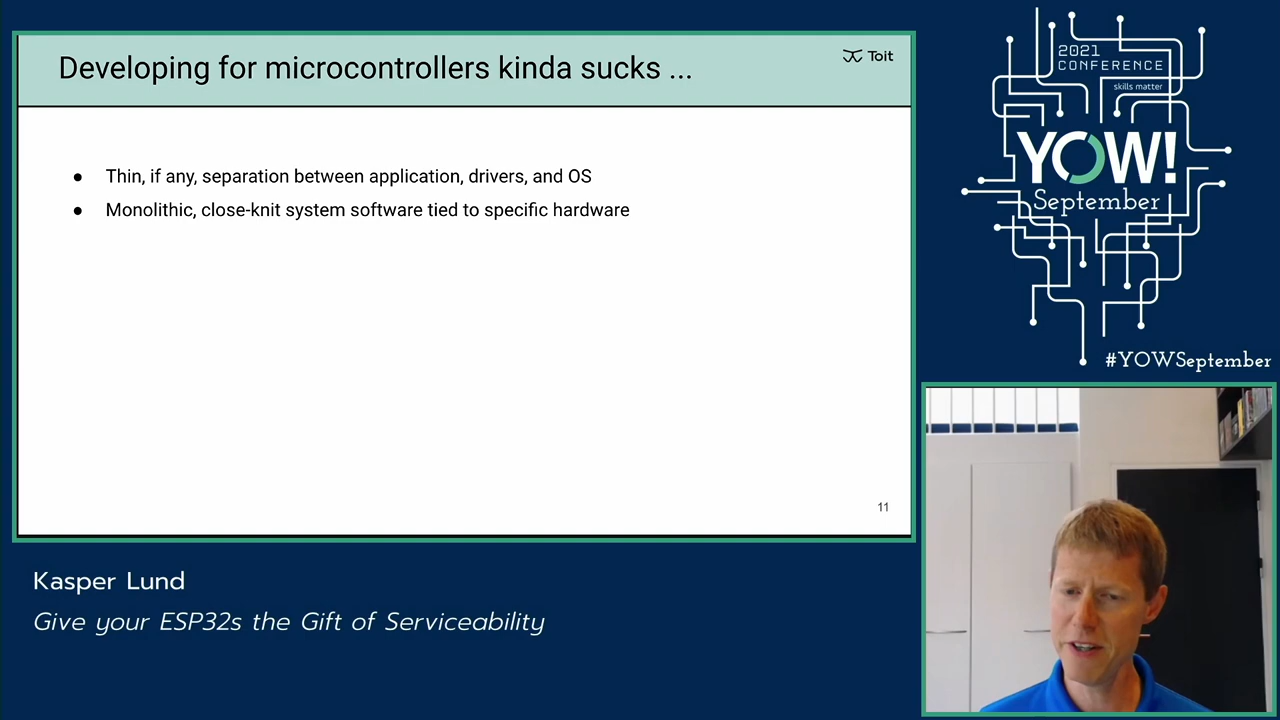 Developing for microcontrollers kinda sucks ...
Toit
● Thin, if any, separation between application, drivers, and OS
● Monolithic, close-knit system software tied to specific hardware
11
Kasper Lund
Give your ESP32s the Gift of Serviceability
2021
CONFERENCE
skills matter
YOW!
September
#YOWSeptember